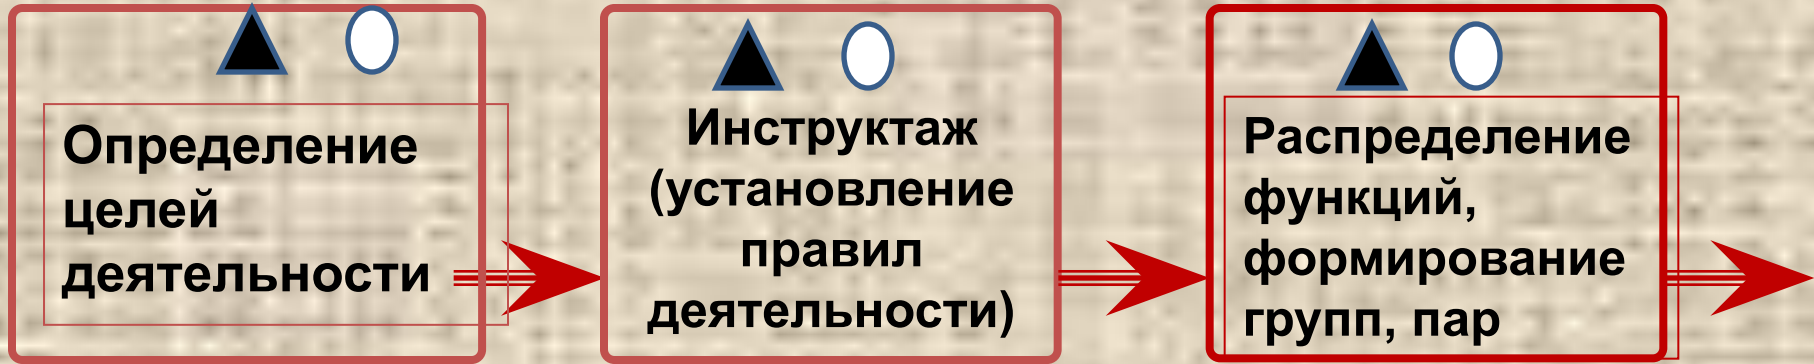 Определение
целей
деятельности
Инструктаж
(установление
правил
деятельности)
Распределение
функций,
формирование
групп, пар